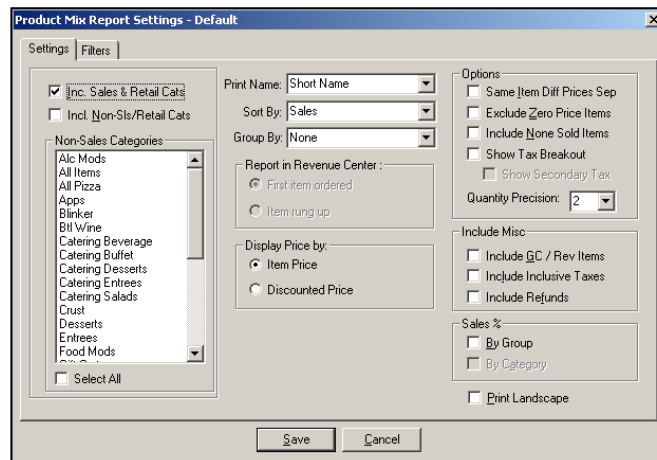 Product Mix Report Settings - Default
Settings
Filters
Inc. Sales & Retail Cats
Incl. Non-Sls/Retail Cats
Non-Sales Categories
Alc Mods
All Items
All Pizza
Apps
Blinker
Btl Wine
Catering Beverage
Catering Buffet
Catering Desserts
Catering Entrees
Catering Salads
Crust
Desserts
Entrees
Food Mods
Select All
Print Name: Short Name
Sort By: Sales
Group By: None
Report in Revenue Center :
First item ordered
Item rung up
Display Price by:
Item Price
Discounted Price
Options
Same Item Diff Prices Sep
Exclude Zero Price Items
Include None Sold Items
Show Tax Breakout
Show Secondary Tax
Quantity Precision: 2
Include Misc
Include GC / Rev Items
Include Inclusive Taxes
Include Refunds
Sales %
By Group
By Category
Print Landscape
Save
Cancel